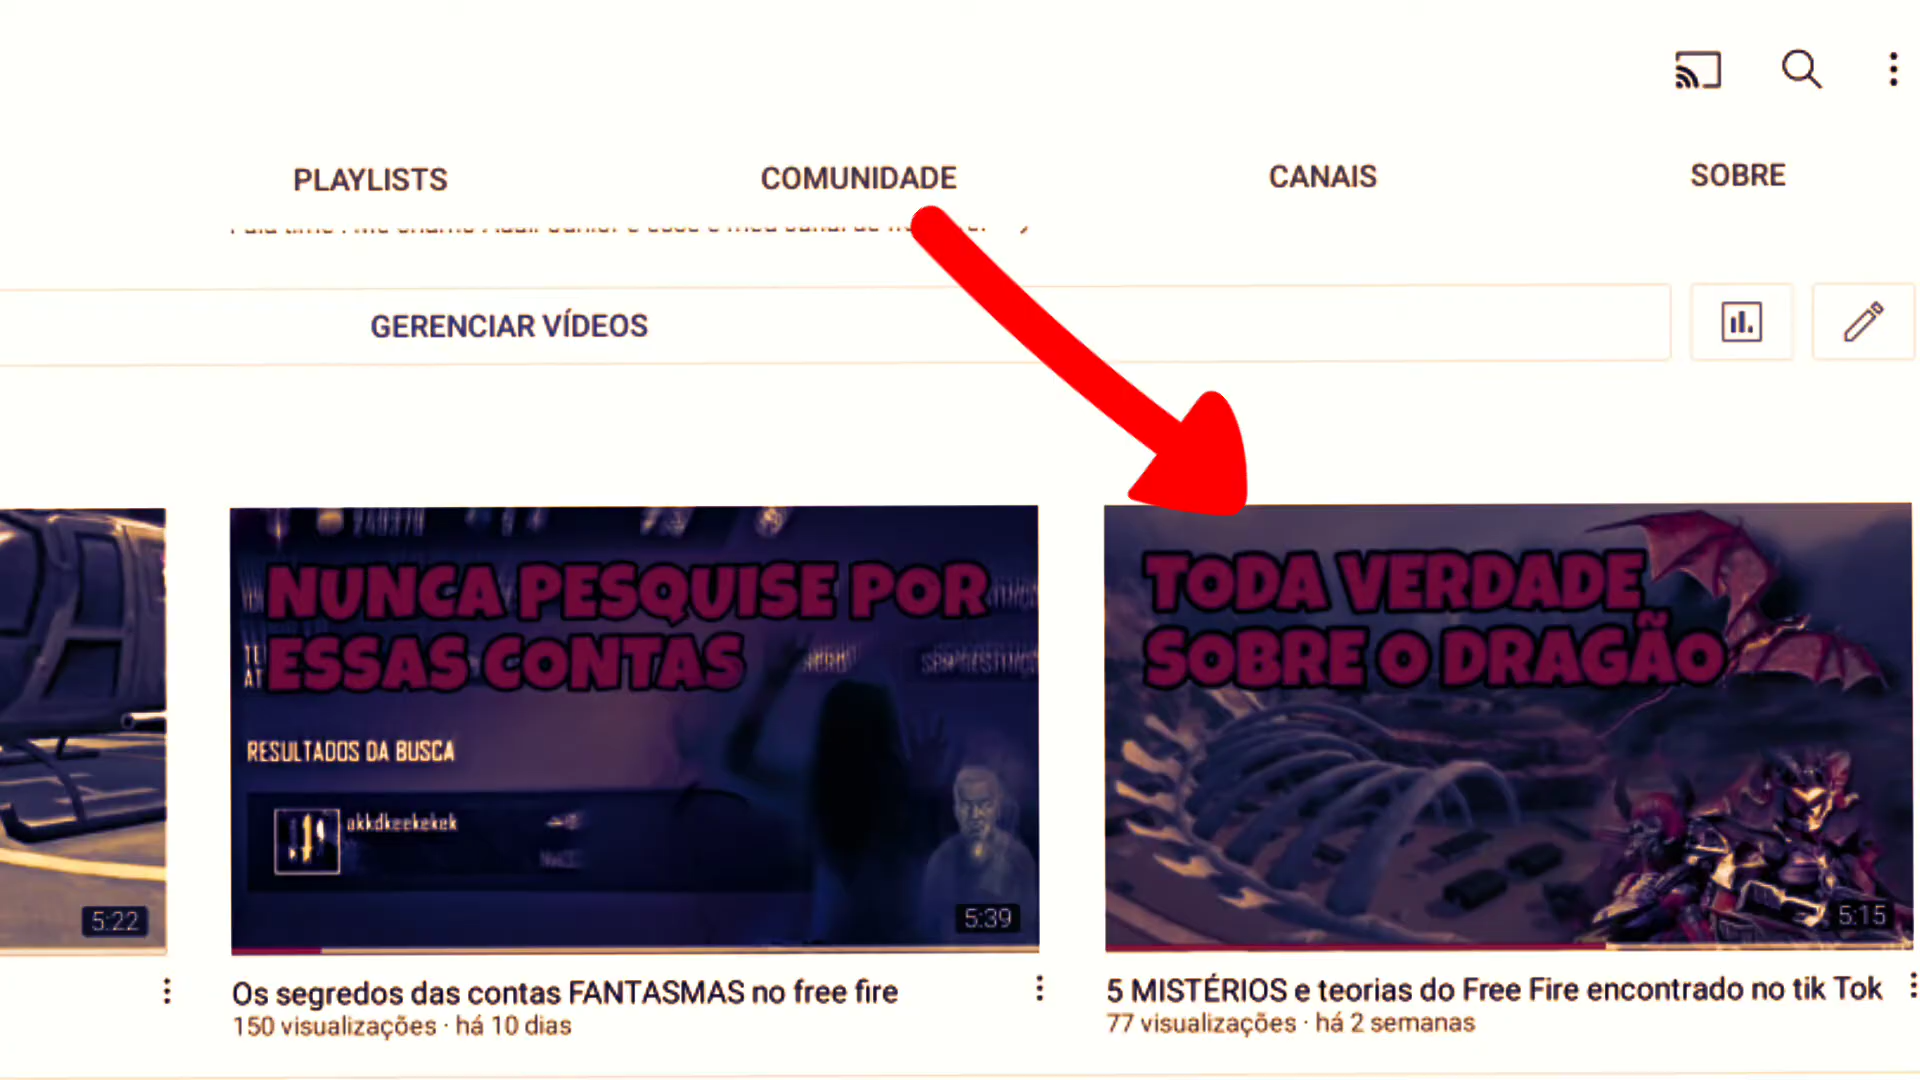 PLAYLISTS
COMUNIDADE
CANAIS
SOBRE
GERENCIAR VÍDEOS
NUNCA PESQUISE POR
ESSAS CONTAS
RESULTADOS DA BUSCA
5:22
5:39
TODA VERDADE
SOBRE O DRAGÃO
5:15
Os segredos das contas FANTASMAS no free fire
150 visualizações · há 10 dias
5 MISTÉRIOS e teorias do Free Fire encontrado no tik Tok
77 visualizações · há 2 semanas